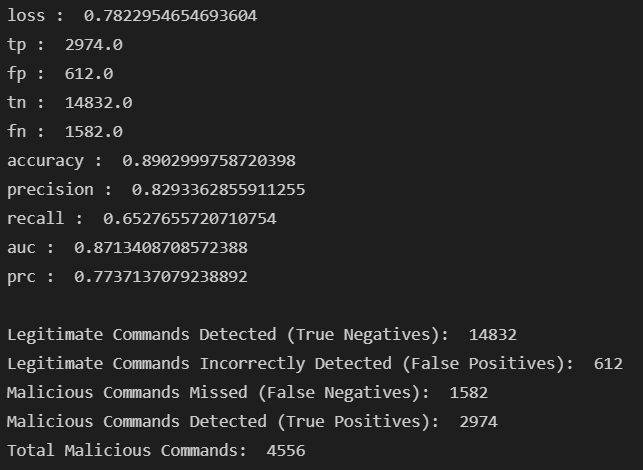 loss :  0.7822954654693604
tp :  2974.0
fp :  612.0
tn :  14832.0
fn :  1582.0
accuracy :  0.8902999758720398
precision :  0.8293362855911255
recall :  0.6527655720710754
auc :  0.8713408708572388
prc :  0.7737137079238892

Legitimate Commands Detected (True Negatives):  14832
Legitimate Commands Incorrectly Detected (False Positives):  612
Malicious Commands Missed (False Negatives):  1582
Malicious Commands Detected (True Positives):  2974
Total Malicious Commands:  4556